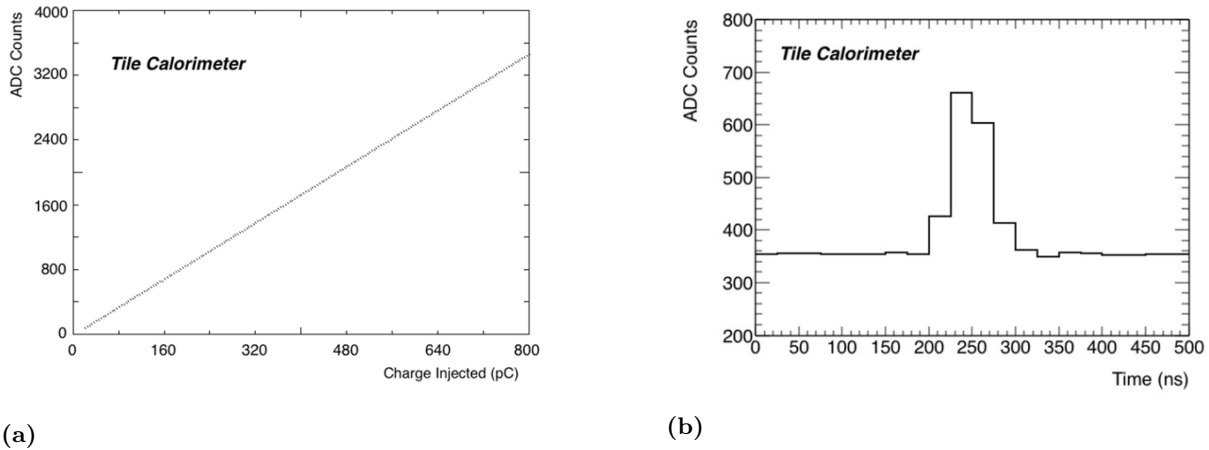 4000
ADC Counts
Tile Calorimeter
3200
2400
1600
800
0
0 160 320 480 640 800
Charge Injected (pC)
(a)
800
ADC Counts
Tile Calorimeter
700
600
500
400
300
200
0 50 100 150 200 250 300 350 400 450 500
Time (ns)
(b)